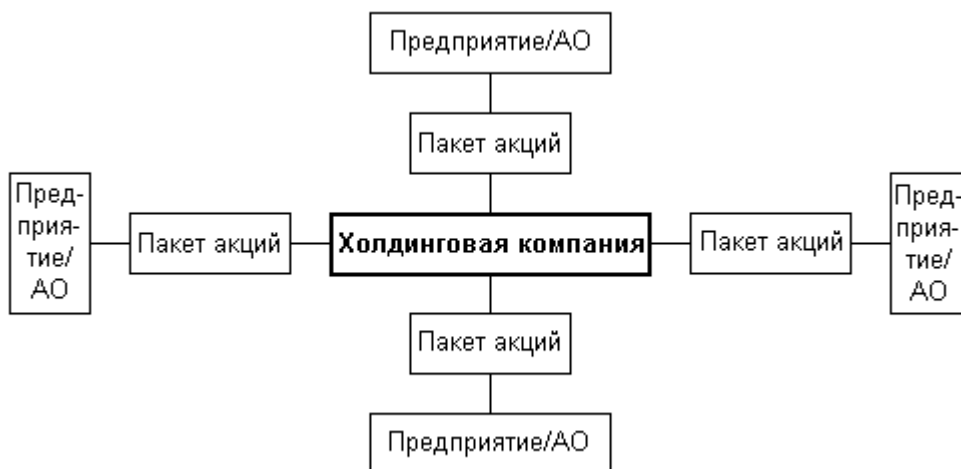 Предприятие/АО
Пакет акций
Пред-
прия-
тие/
АО
Пакет акций
Холдинговая компания
Пакет акций
Пред-
прия-
тие/
АО
Пакет акций
Предприятие/АО